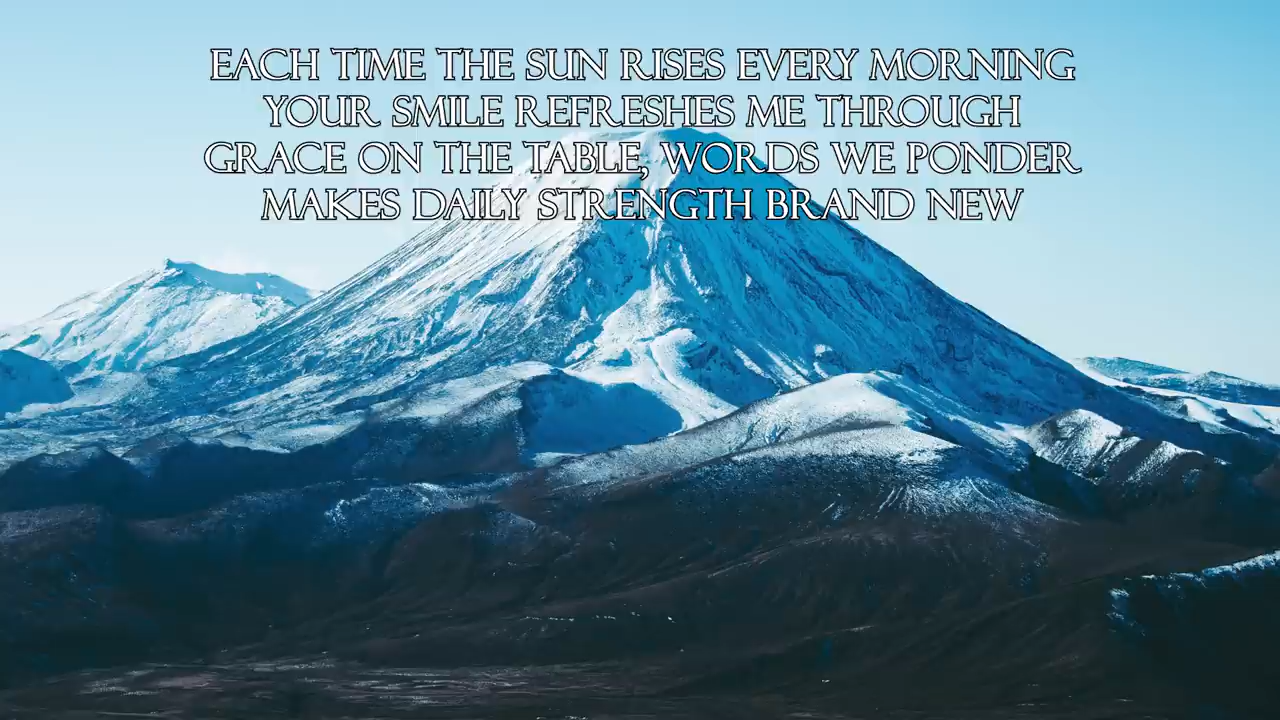 EACH TIME THE SUN RISES EVERY MORNING
YOUR SMILE REFRESHES ME THROUGH
GRACE ON THE TABLE, WORDS WE PONDER
MAKES DAILY STRENGTH BRAND NEW